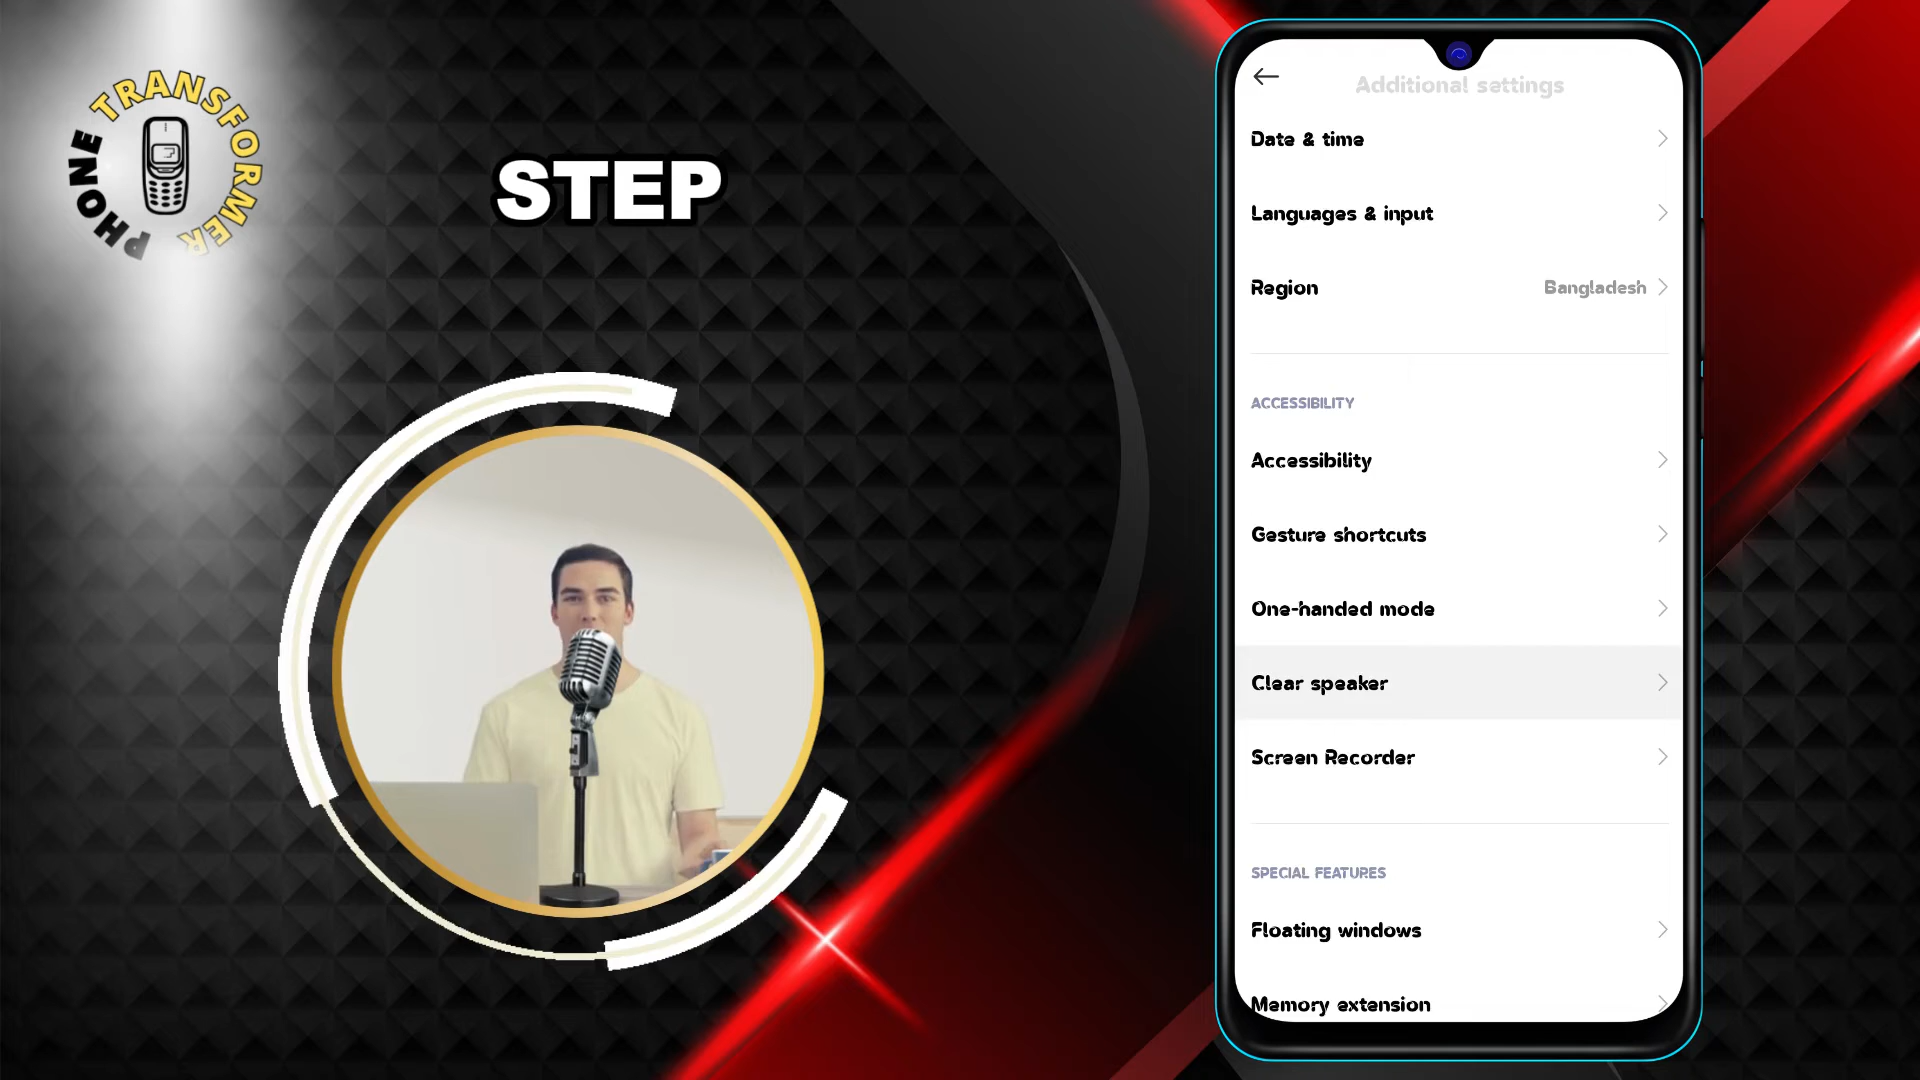 PHONE TRANSFORMER
STEP
Additional settings
Date & time
Languages & input
Region Bangladesh
ACCESSIBILITY
Accessibility
Gesture shortcuts
One-handed mode
Clear speaker
Screen Recorder
SPECIAL FEATURES
Floating windows
Memory extension